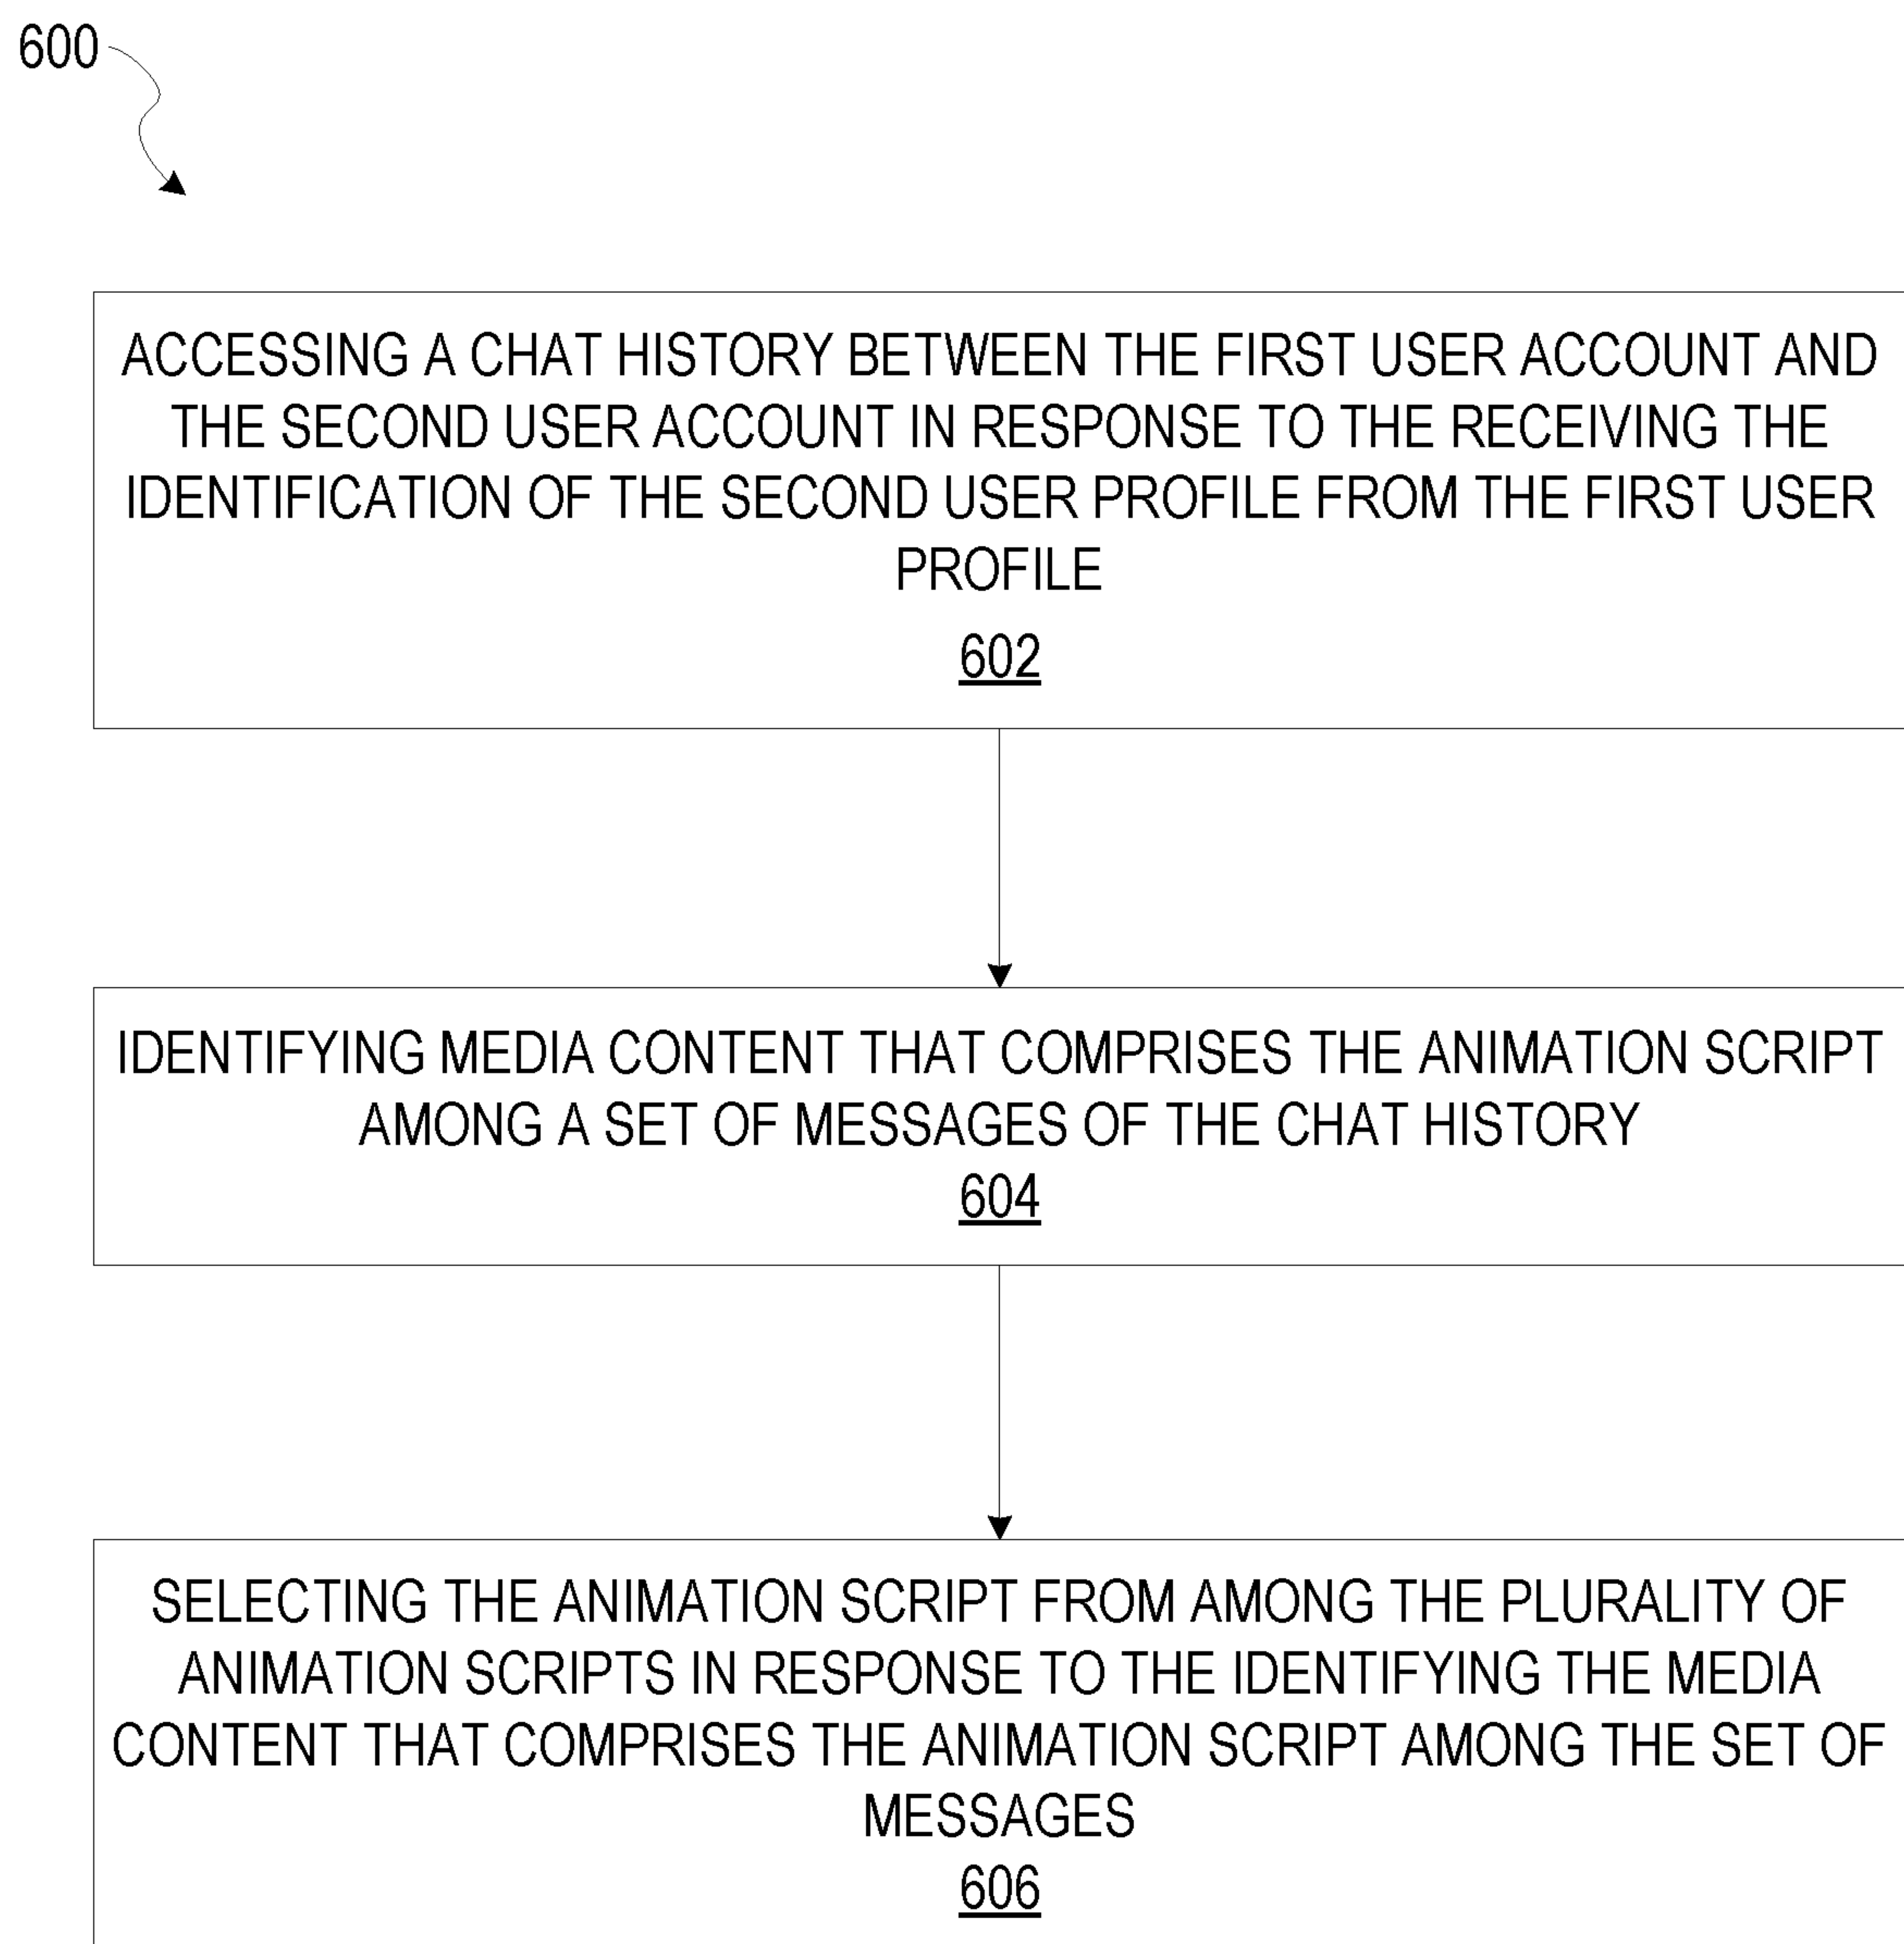 600
ACCESSING A CHAT HISTORY BETWEEN THE FIRST USER ACCOUNT AND
THE SECOND USER ACCOUNT IN RESPONSE TO THE RECEIVING THE
IDENTIFICATION OF THE SECOND USER PROFILE FROM THE FIRST USER
PROFILE
602
IDENTIFYING MEDIA CONTENT THAT COMPRISES THE ANIMATION SCRIPT
AMONG A SET OF MESSAGES OF THE CHAT HISTORY
604
SELECTING THE ANIMATION SCRIPT FROM AMONG THE PLURALITY OF
ANIMATION SCRIPTS IN RESPONSE TO THE IDENTIFYING THE MEDIA
CONTENT THAT COMPRISES THE ANIMATION SCRIPT AMONG THE SET OF
MESSAGES
606